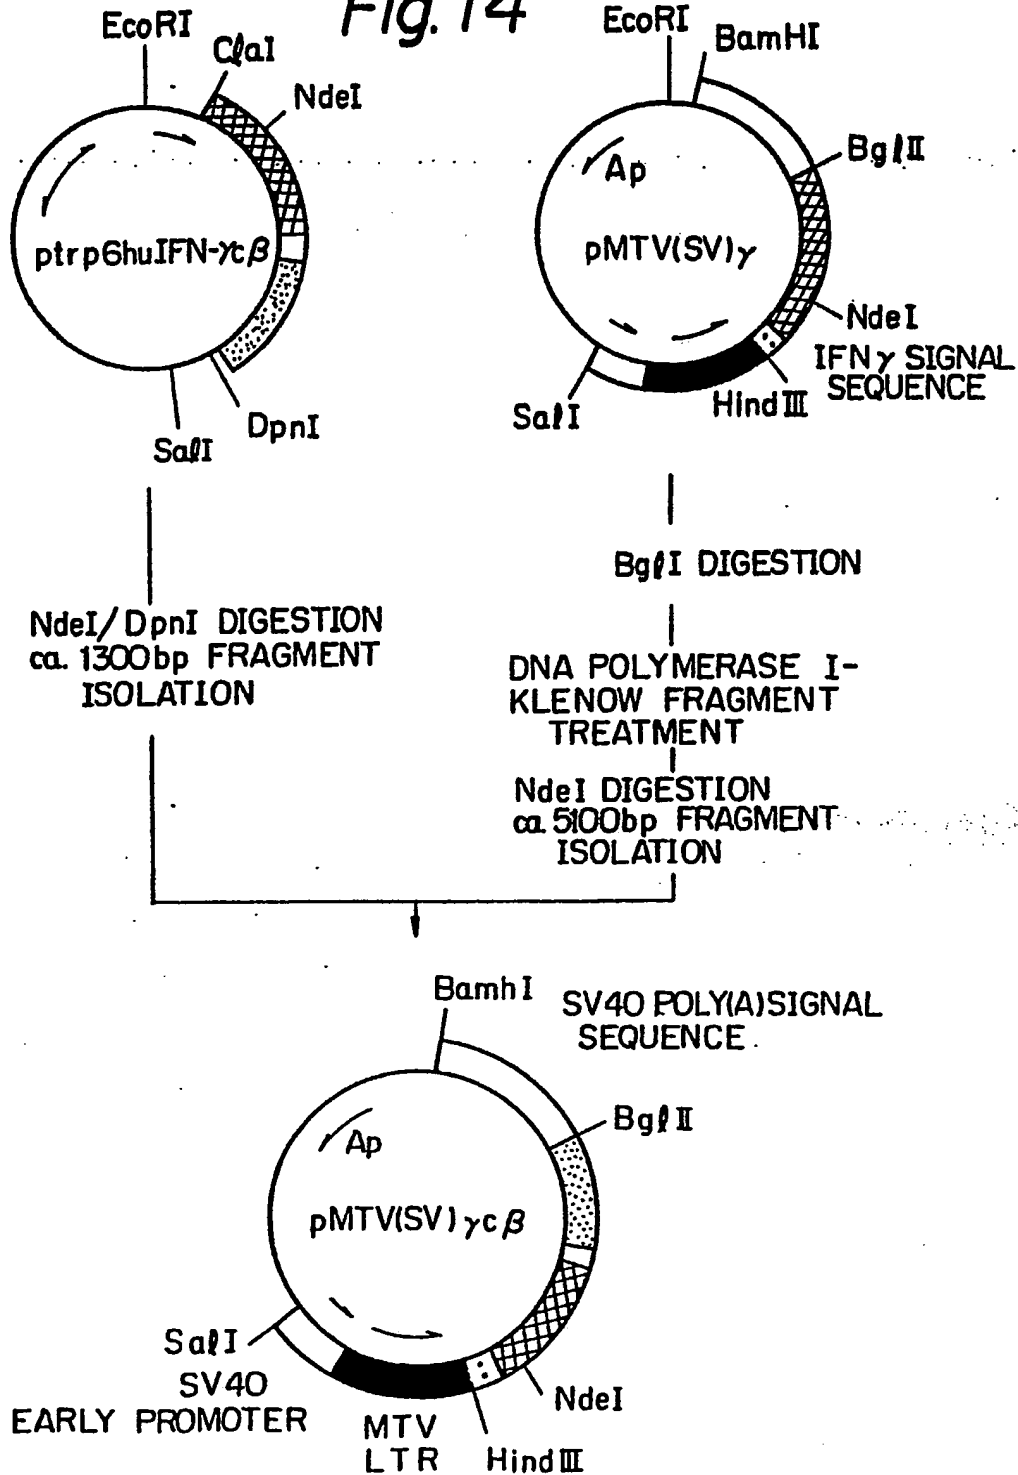 Fig. 14
EcoRI
ClaI
NdeI
ptrp6huIFN-γcβ
DpnI
SalI
EcoRI
BamHI
BglII
Ap
pMTV(SV)γ
NdeI
IFNγ SIGNAL
SEQUENCE
HindIII
SalI
NdeI/DpnI DIGESTION
ca. 1300bp FRAGMENT
ISOLATION
BglI DIGESTION
DNA POLYMERASE I-
KLENOW FRAGMENT
TREATMENT
NdeI DIGESTION
ca. 5100bp FRAGMENT
ISOLATION
BamhI
SV40 POLY(A)SIGNAL
SEQUENCE
BglII
Ap
pMTV(SV)γcβ
SalI
SV40
EARLY PROMOTER
MTV
LTR
HindIII
NdeI